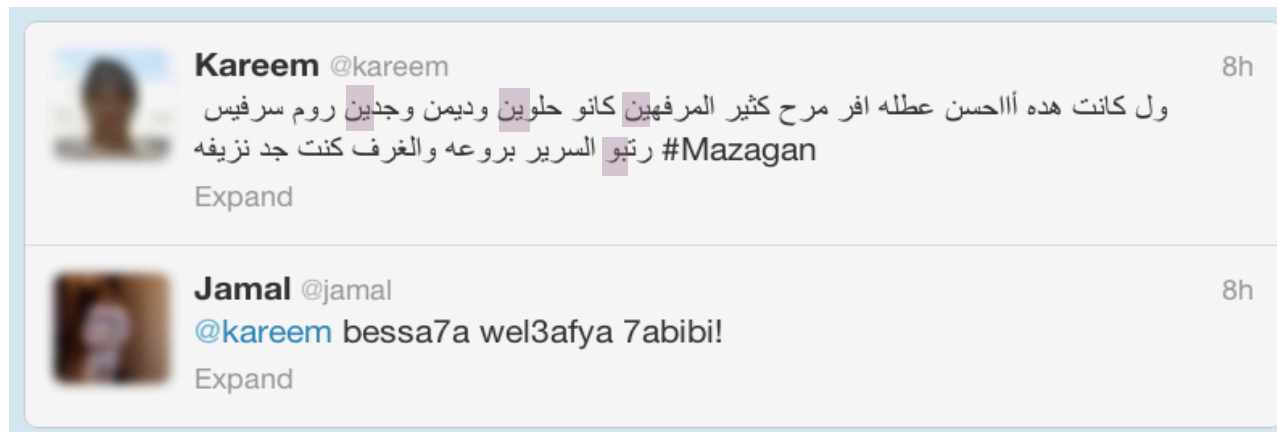 Kareem @kareem 8h
ول كانت هده أااحسن عطله افر مرح كثير المرفهين كانو حلوين وديمن وجدين روم سرفيس
رتبو السرير بروعه والغرف كنت جد نزيفه #Mazagan
Expand
Jamal @jamal 8h
@kareem bessa7a wel3afya 7abibi!
Expand